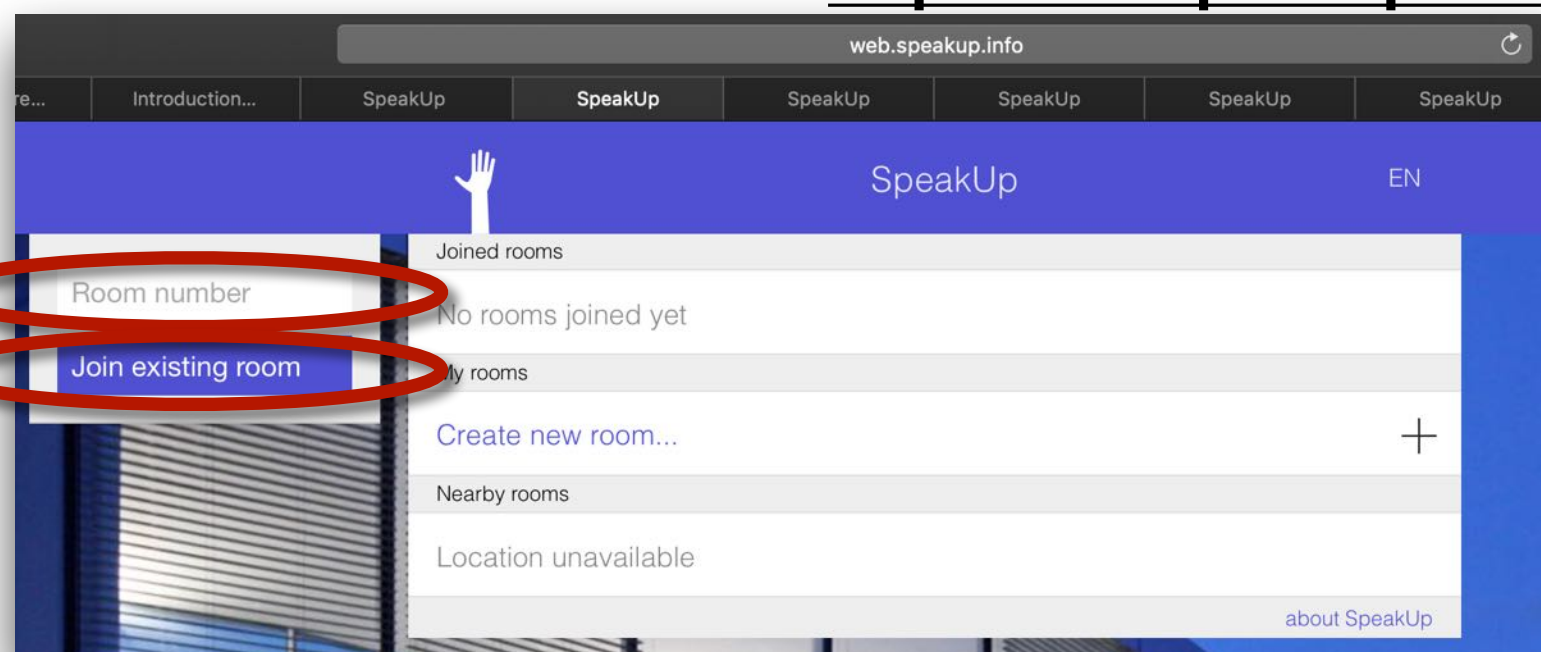 web.speakup.info
re... Introduction... SpeakUp SpeakUp SpeakUp SpeakUp SpeakUp SpeakUp
SpeakUp EN
Room number
Join existing room
Joined rooms
No rooms joined yet
My rooms
Create new room...
Nearby rooms
Location unavailable
about SpeakUp